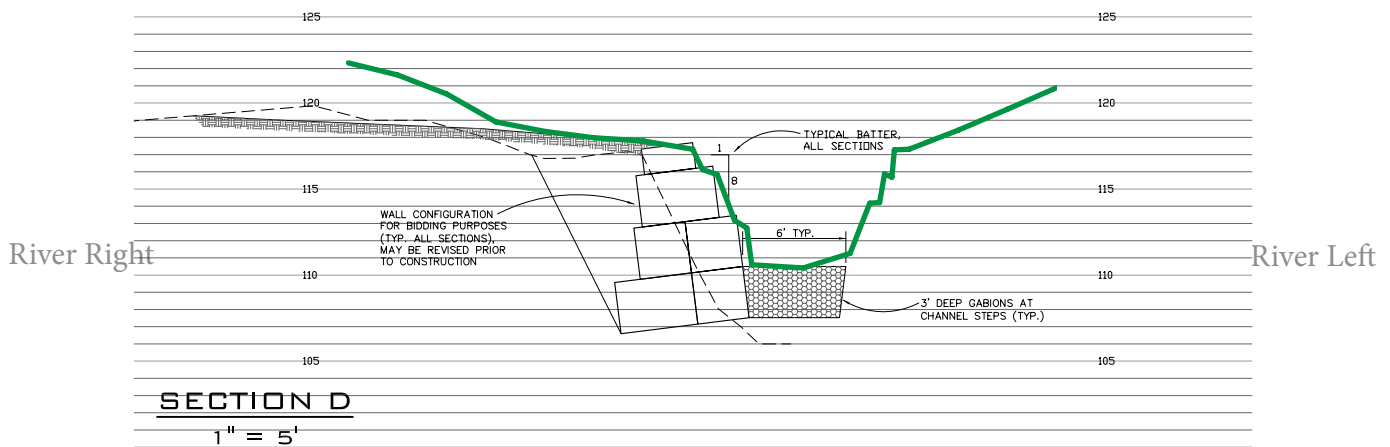 125
125
120
120
TYPICAL BATTER,
ALL SECTIONS
1
8
115
115
WALL CONFIGURATION
FOR BIDDING PURPOSES
(TYP. ALL SECTIONS),
MAY BE REVISED PRIOR
TO CONSTRUCTION
6' TYP.
River Right
River Left
110
110
3' DEEP GABIONS AT
CHANNEL STEPS (TYP.)
105
105
SECTION D
1" = 5'